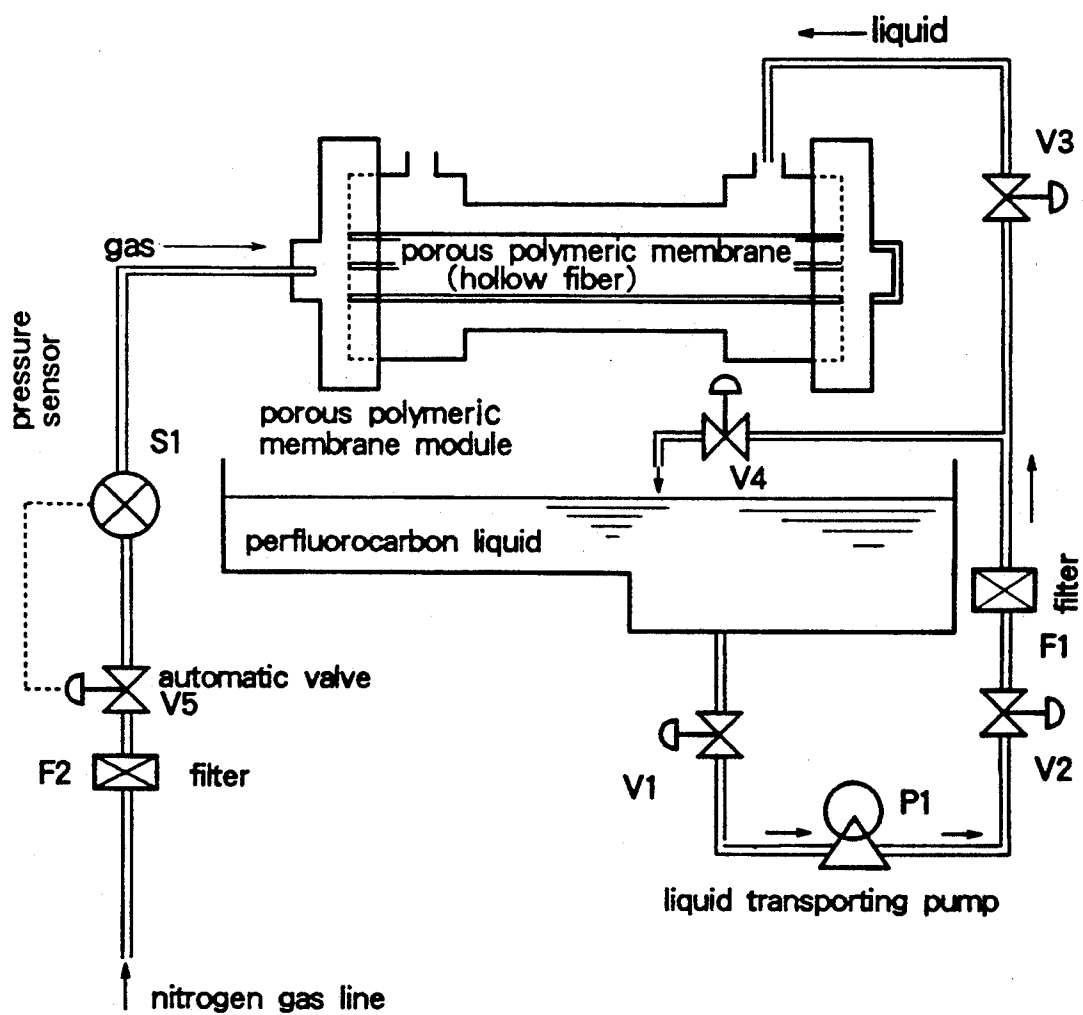 liquid
V3
gas
porous polymeric membrane
(hollow fiber)
pressure
sensor
porous polymeric
membrane module
S1
V4
perfluorocarbon liquid
filter
F1
automatic valve
V5
F2
filter
V1
P1
V2
liquid transporting pump
nitrogen gas line